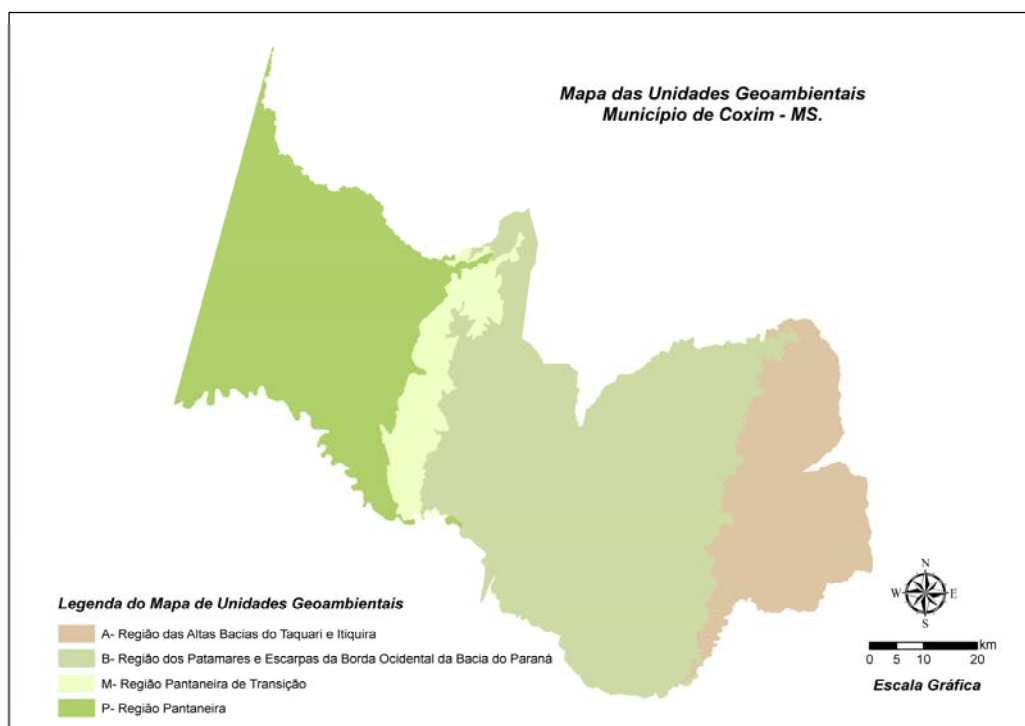 Mapa das Unidades Geoambientais
Município de Coxim - MS.
Legenda do Mapa de Unidades Geoambientais
A- Região das Altas Bacias do Taquari e Itiquira
B- Região dos Patamares e Escarpas da Borda Ocidental da Bacia do Paraná
M- Região Pantaneira de Transição
P- Região Pantaneira
N
W E
S
km
0 5 10 20
Escala Gráfica